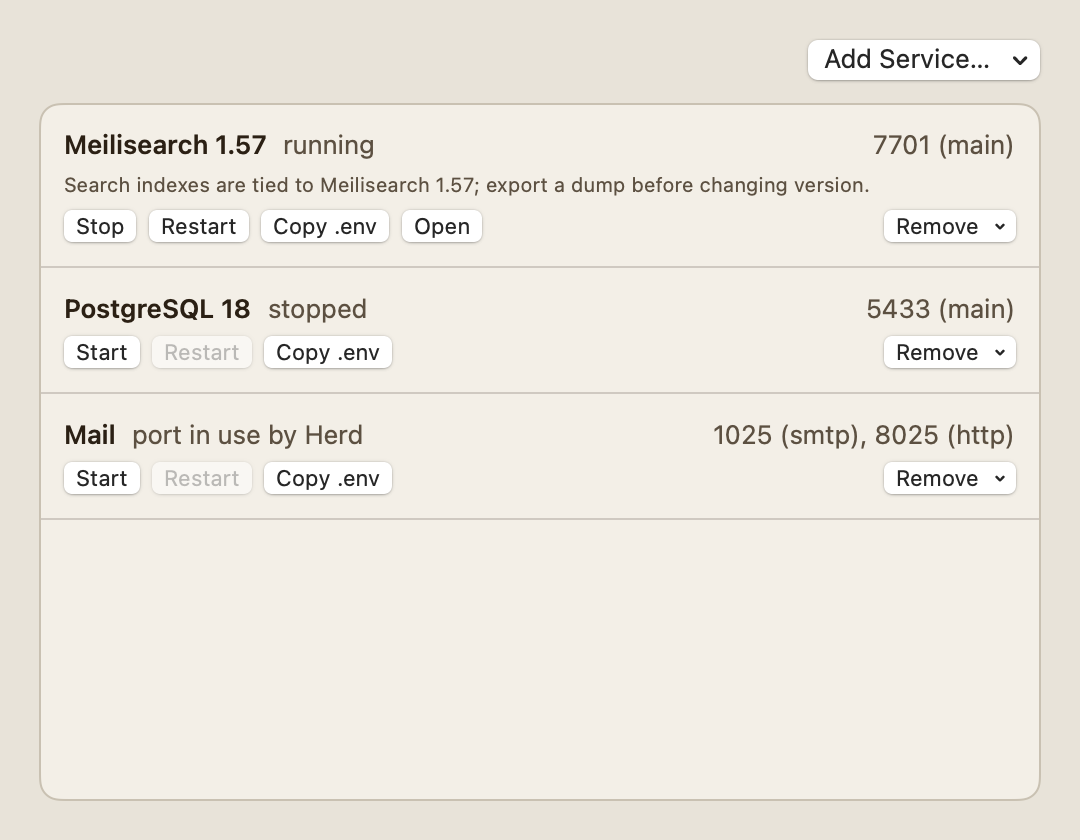 Add Service...
Meilisearch 1.57 running 7701 (main)
Search indexes are tied to Meilisearch 1.57; export a dump before changing version.
Stop Restart Copy .env Open Remove
PostgreSQL 18 stopped 5433 (main)
Start Restart Copy .env Remove
Mail port in use by Herd 1025 (smtp), 8025 (http)
Start Restart Copy .env Remove